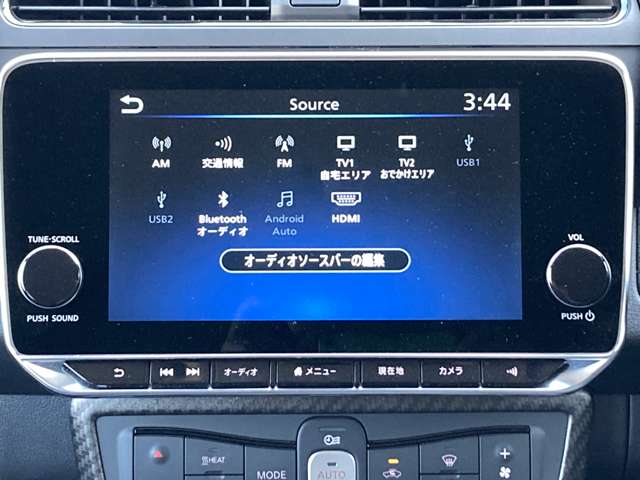 Source
3:44
AM
交通情報
FM
TV1
自宅エリア
TV2
おでかけエリア
USB1
USB2
Bluetooth
オーディオ
Android
Auto
HDMI
オーディオソースバーの編集
TUNE•SCROLL
PUSH SOUND
VOL
PUSH
オーディオ
メニュー
現在地
カメラ
HEAT
MODE
AUTO
+